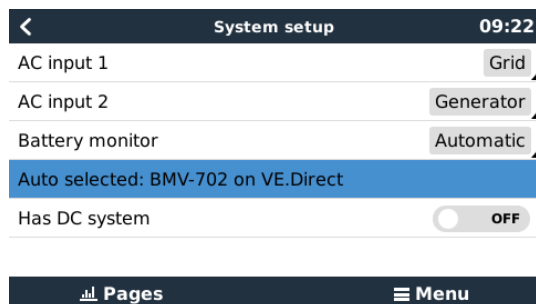 System setup 09:22
AC input 1 Grid
AC input 2 Generator
Battery monitor Automatic
Auto selected: BMV-702 on VE.Direct
Has DC system OFF
Pages Menu